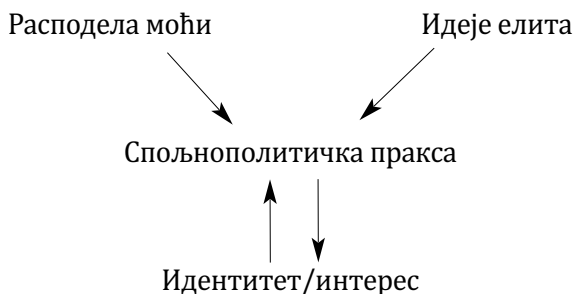 Расподела моћи
Идеје елита
Спољнополитичка пракса
Идентитет/интерес